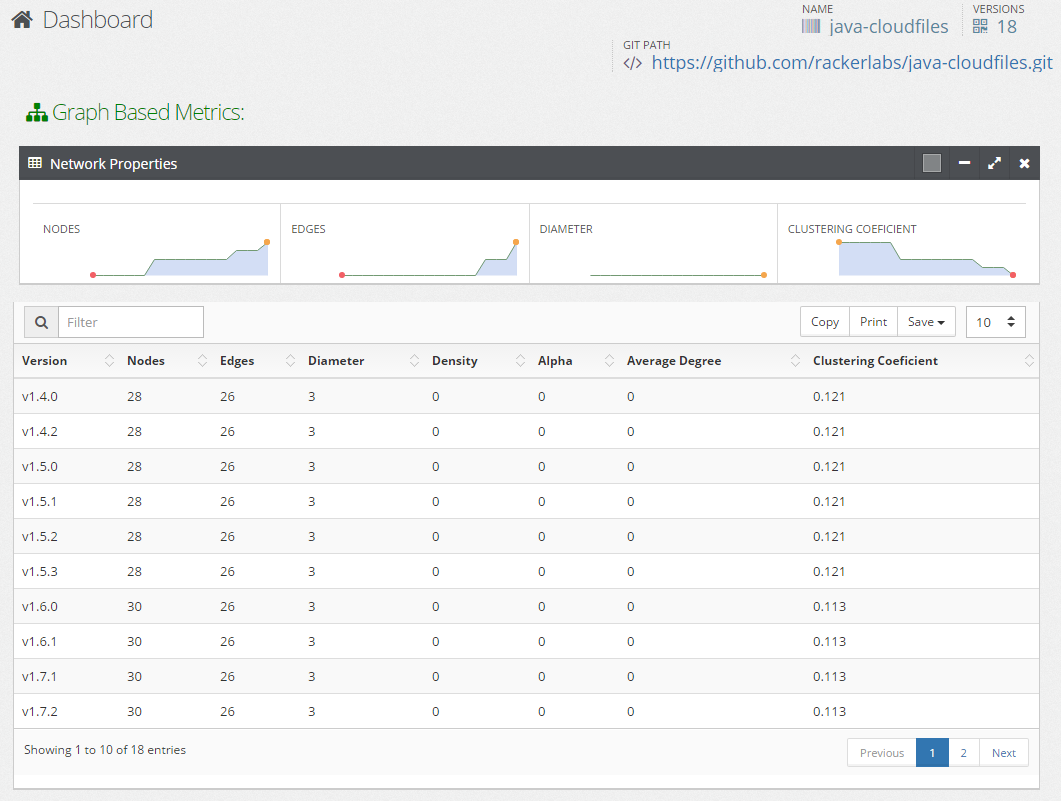 Dashboard
NAME
java-cloudfiles
VERSIONS
18
GIT PATH
</> https://github.com/rackerlabs/java-cloudfiles.git
Graph Based Metrics:
Network Properties
NODES
EDGES
DIAMETER
CLUSTERING COEFICIENT
Filter
Copy Print Save 10
Version Nodes Edges Diameter Density Alpha Average Degree Clustering Coeficient
v1.4.0 28 26 3 0 0 0 0.121
v1.4.2 28 26 3 0 0 0 0.121
v1.5.0 28 26 3 0 0 0 0.121
v1.5.1 28 26 3 0 0 0 0.121
v1.5.2 28 26 3 0 0 0 0.121
v1.5.3 28 26 3 0 0 0 0.121
v1.6.0 30 26 3 0 0 0 0.113
v1.6.1 30 26 3 0 0 0 0.113
v1.7.1 30 26 3 0 0 0 0.113
v1.7.2 30 26 3 0 0 0 0.113
Showing 1 to 10 of 18 entries
Previous 1 2 Next